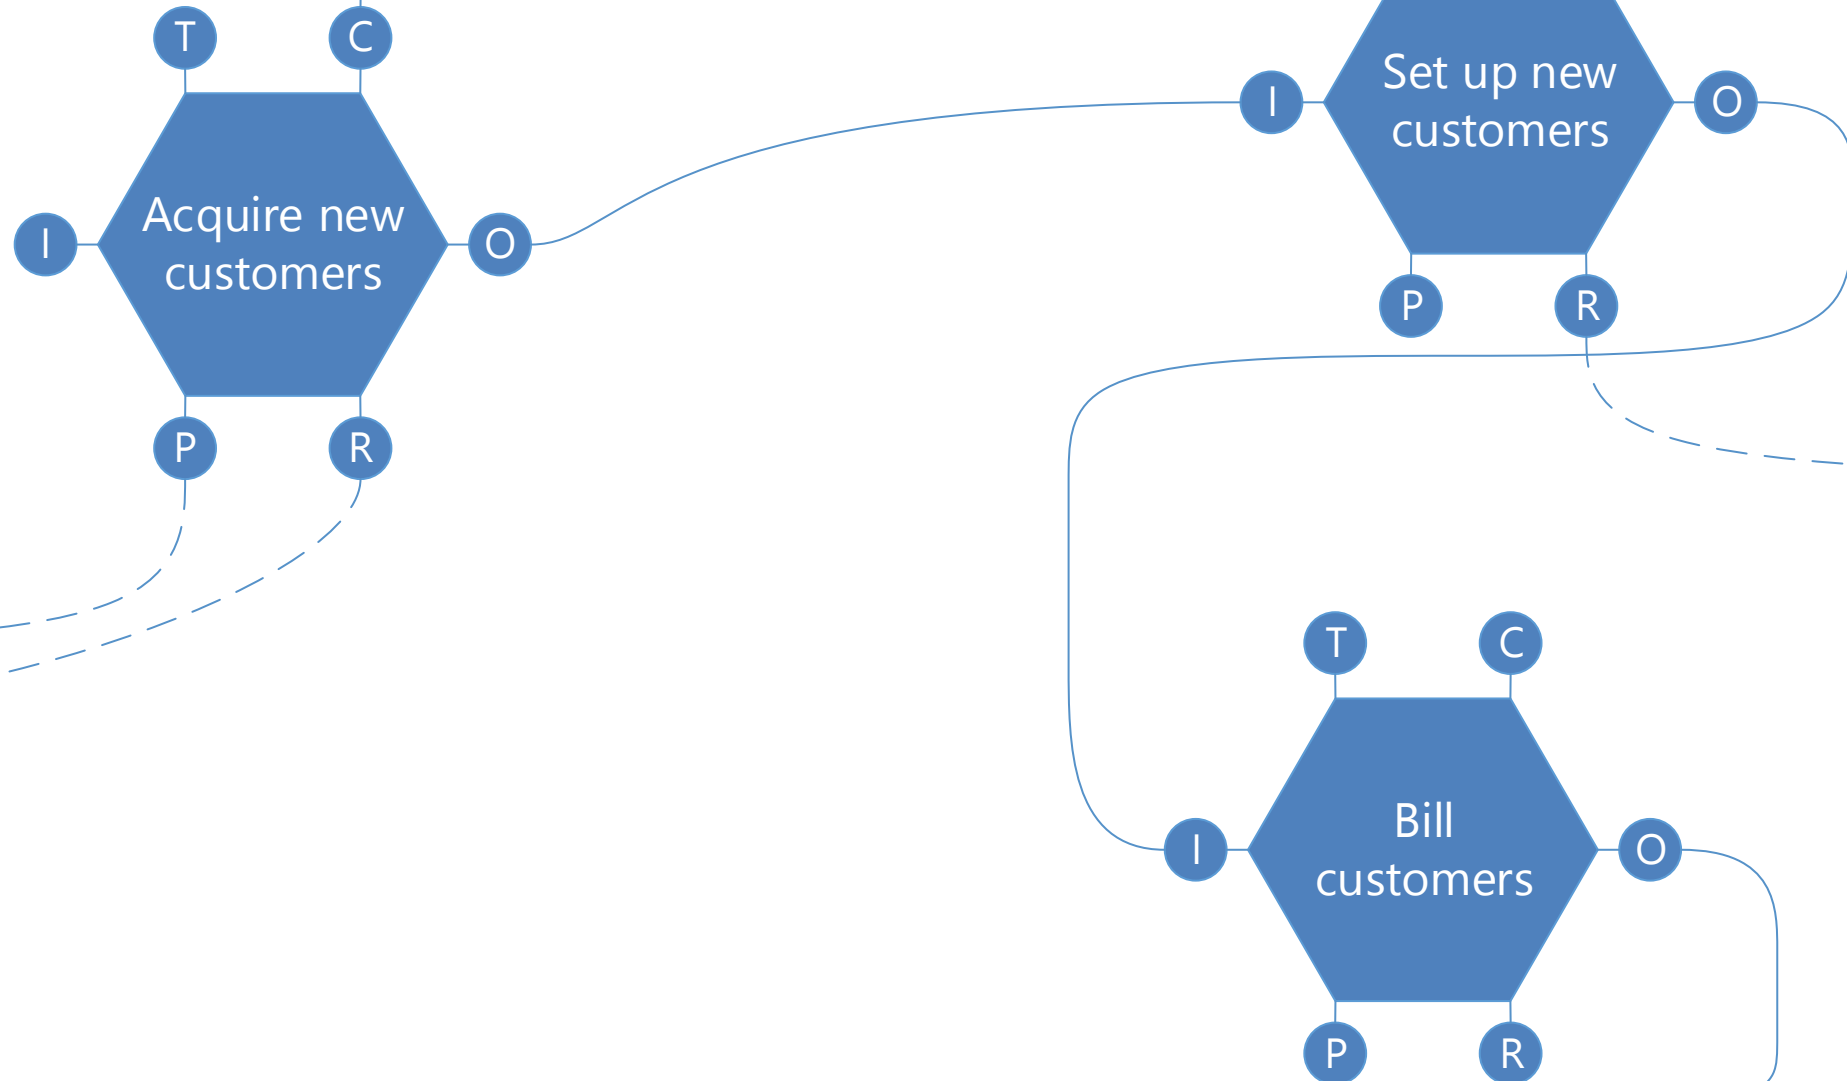 T
C
Acquire new
customers
I
O
P
R
Set up new
customers
I
O
P
R
T
C
Bill
customers
I
O
P
R